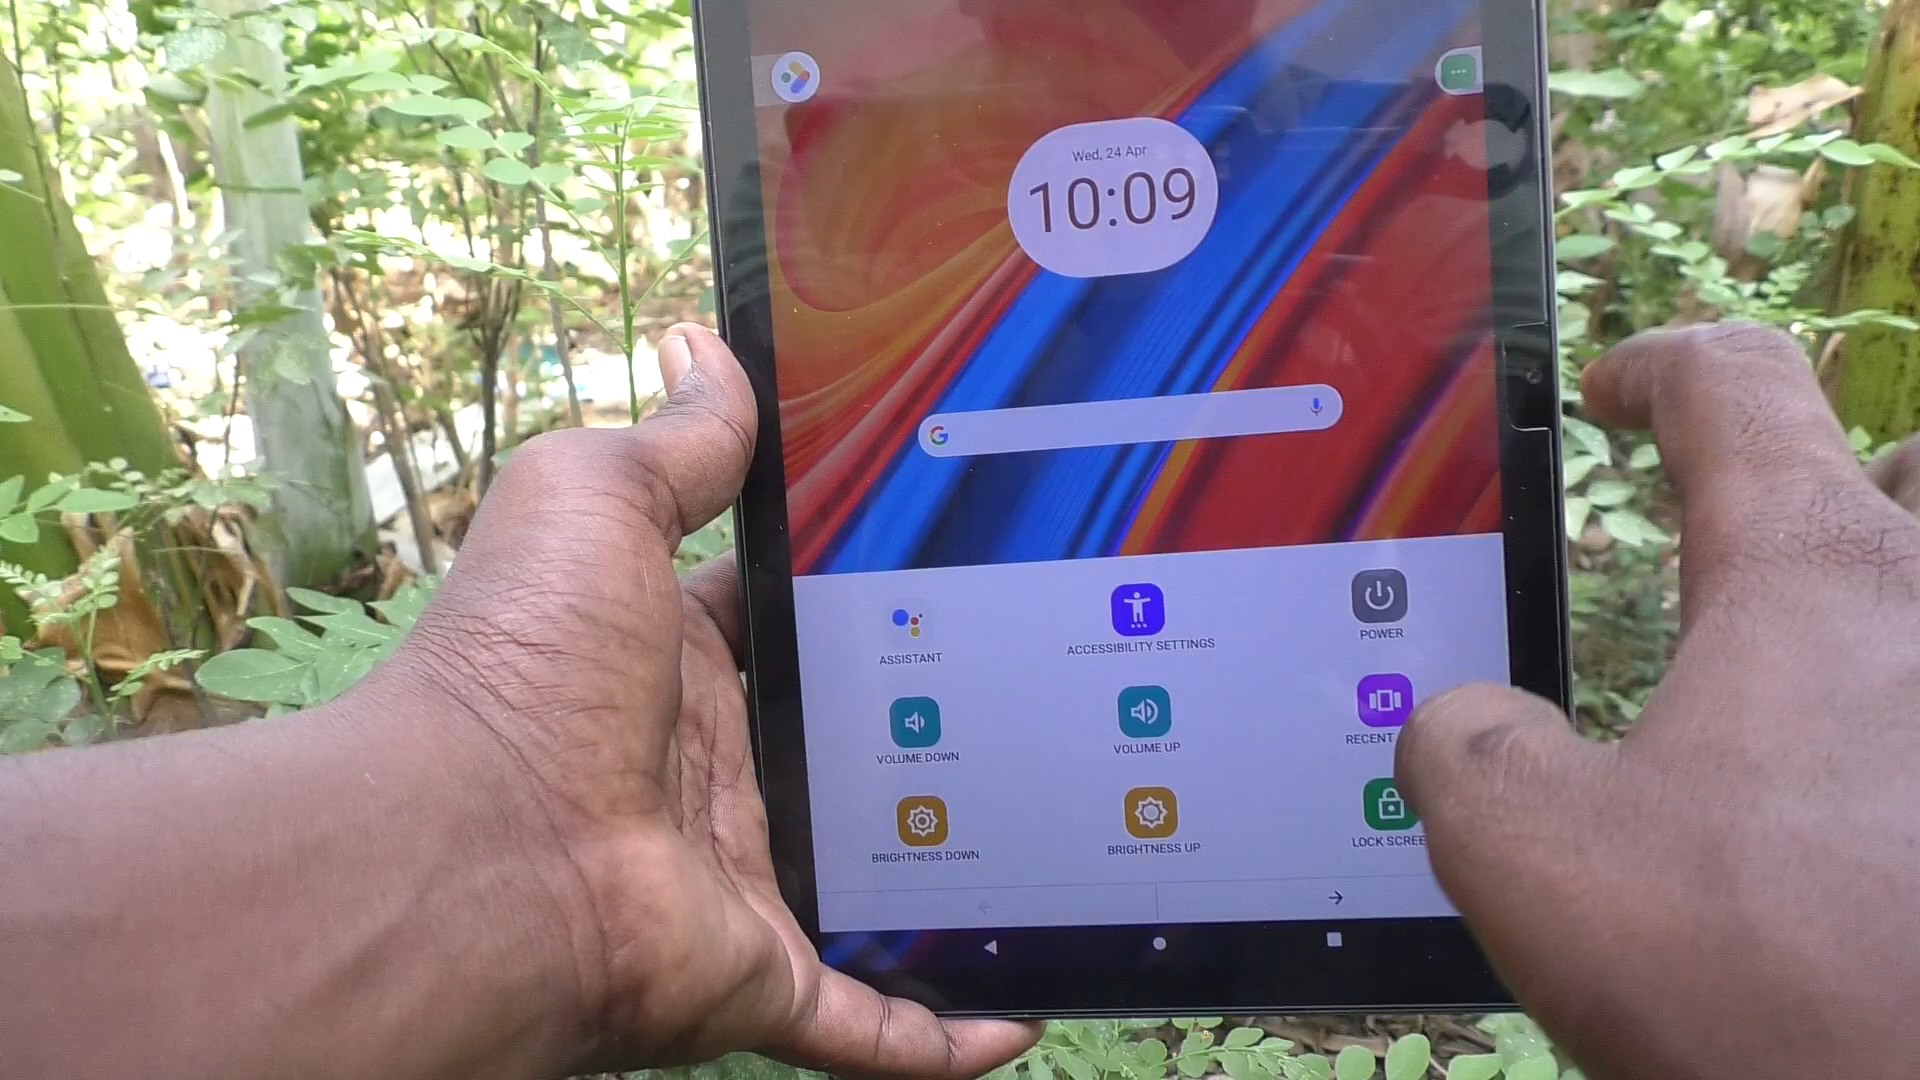 Wed, 24 Apr
10:09
G
ASSISTANT
ACCESSIBILITY SETTINGS
POWER
VOLUME DOWN
VOLUME UP
RECENT
BRIGHTNESS DOWN
BRIGHTNESS UP
LOCK SCREE